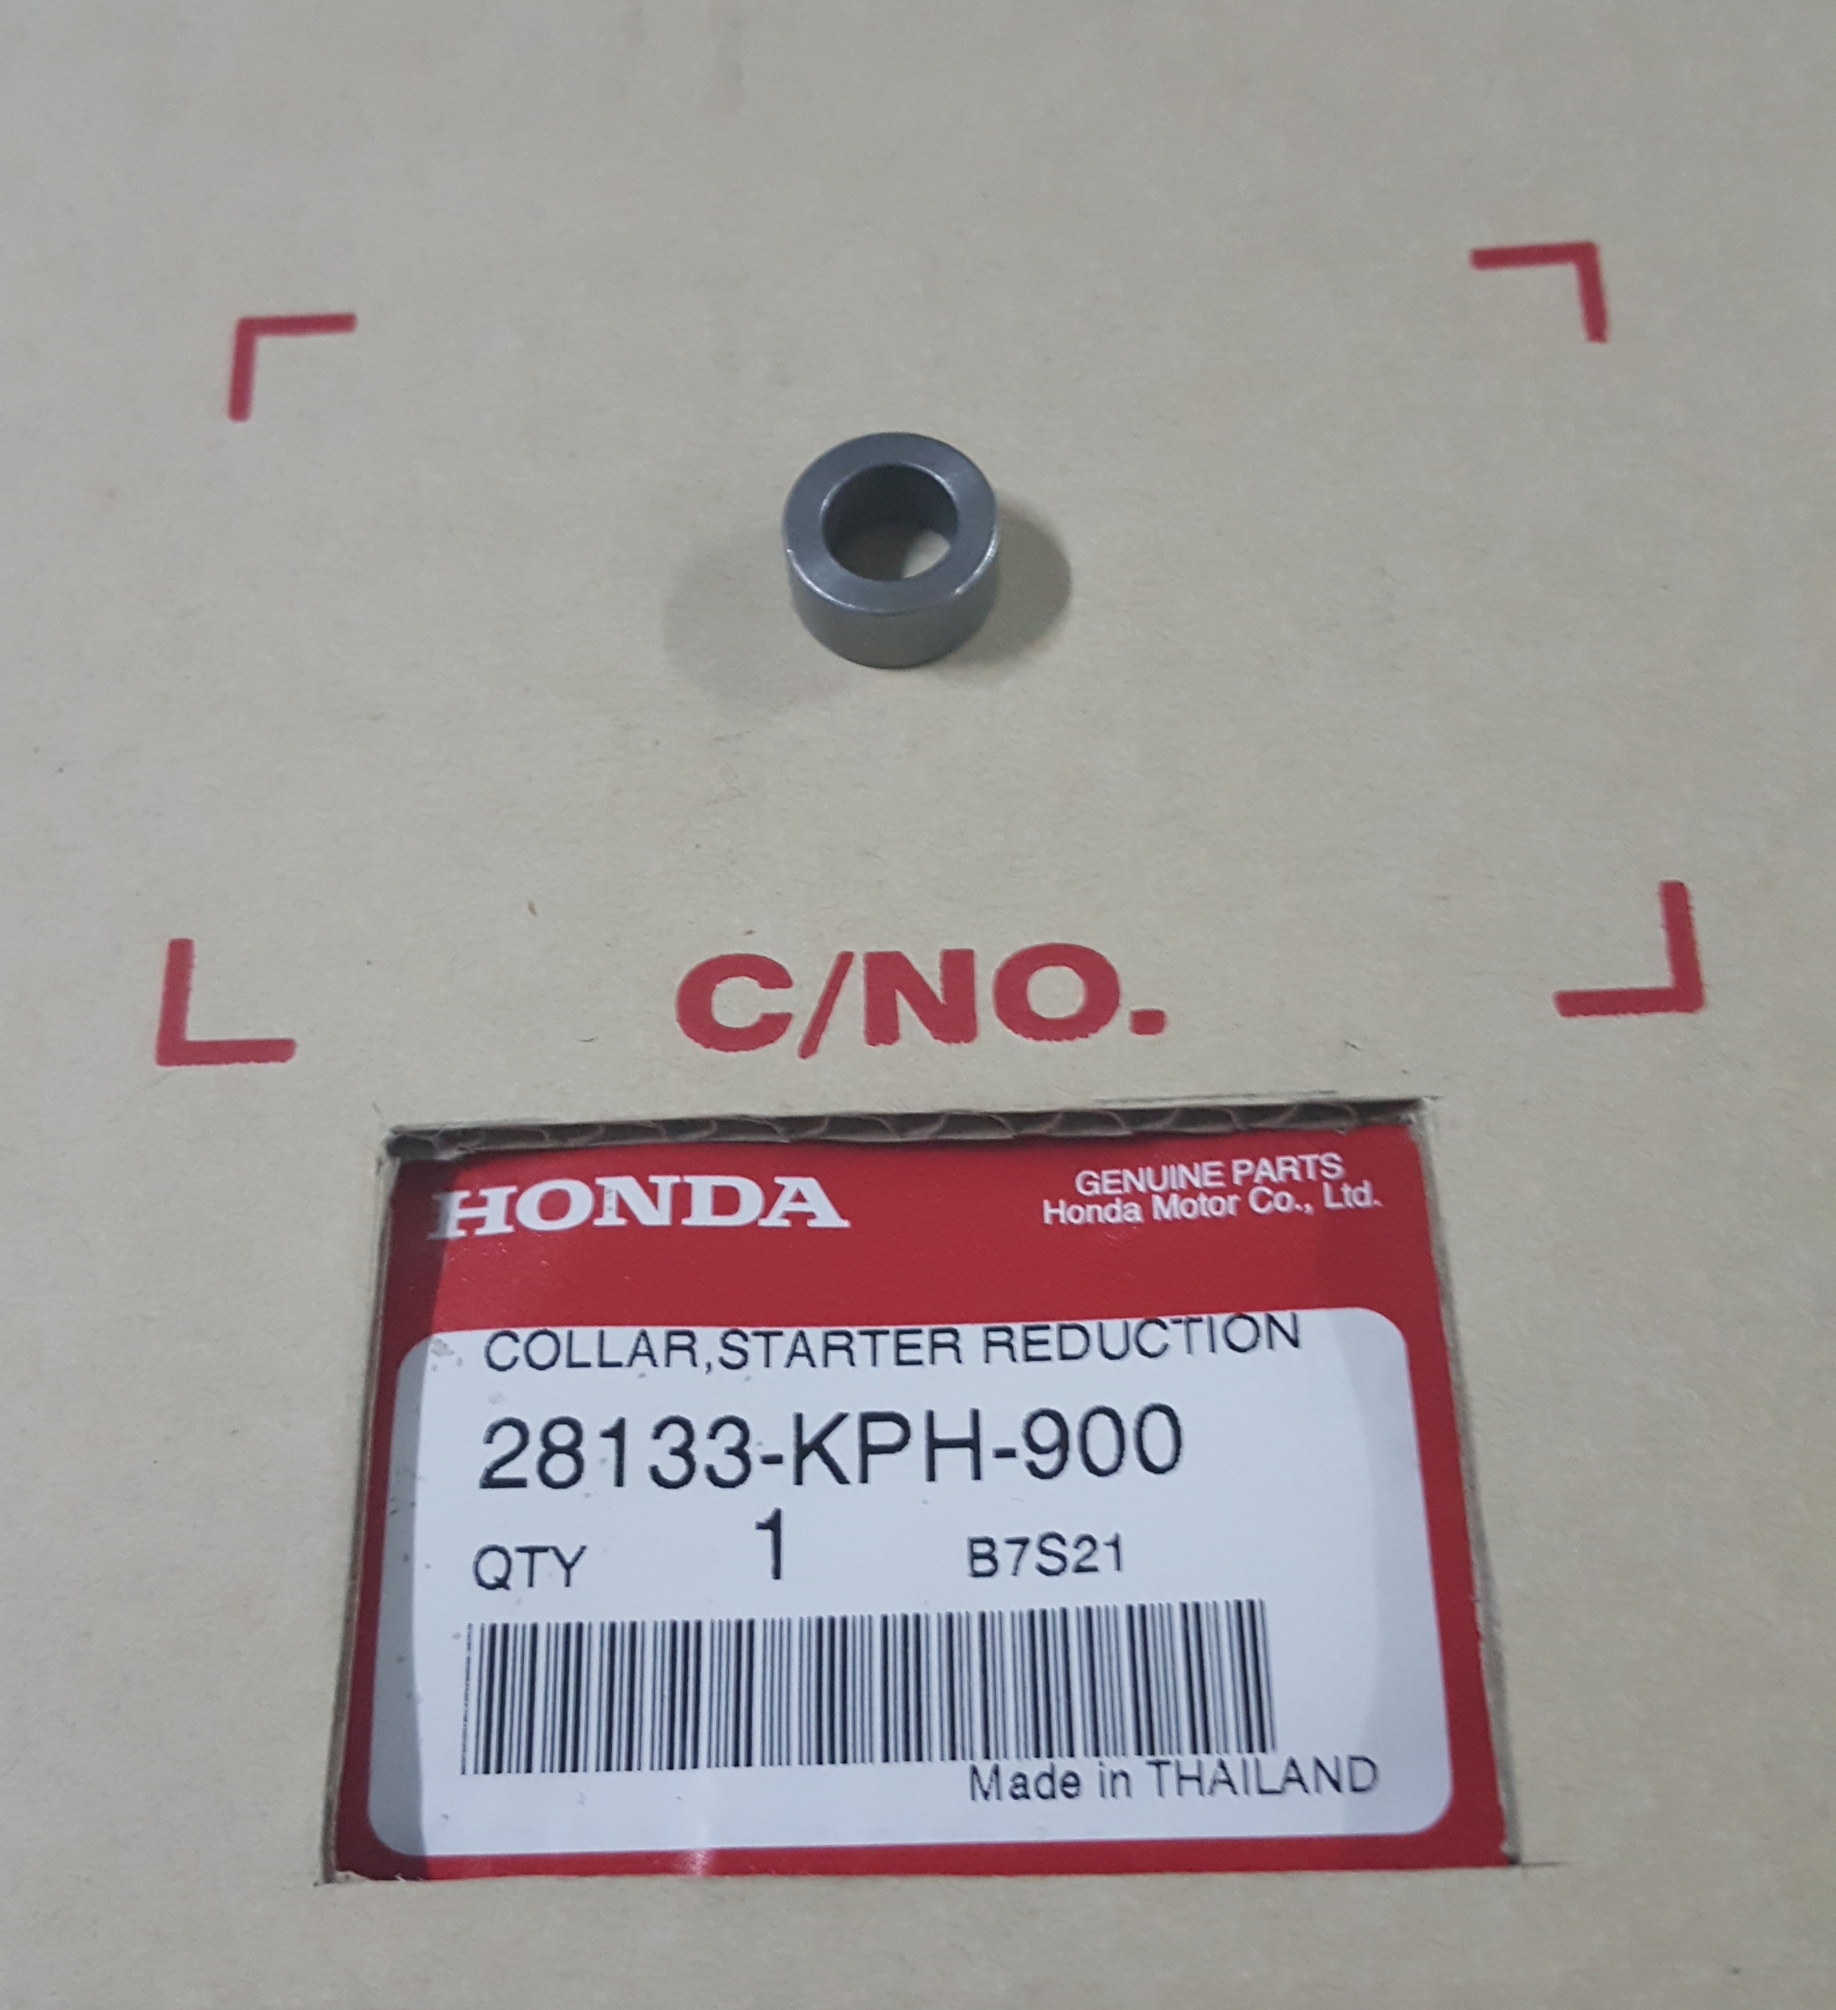 C/NO.
HONDA
GENUINE PARTS
Honda Motor Co., Ltd.
COLLAR,STARTER REDUCTION
28133-KPH-900
QTY 1 B7S21
Made in THAILAND